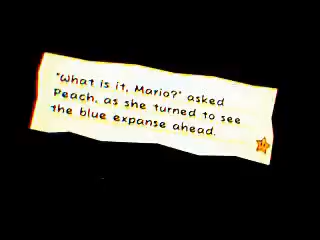 "What is it, Mario?" asked
Peach, as she turned to see
the blue expanse ahead.